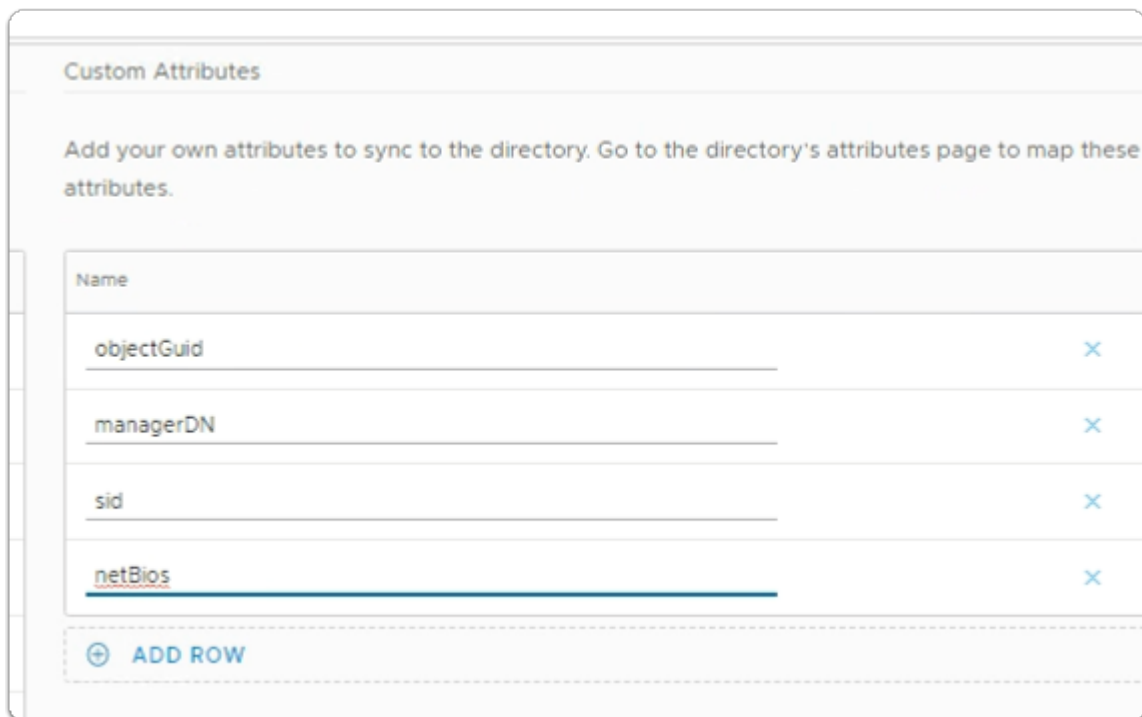 Custom Attributes
Add your own attributes to sync to the directory. Go to the directory's attributes page to map these
attributes.
Name
objectGuid
managerDN
sid
netBios
ADD ROW